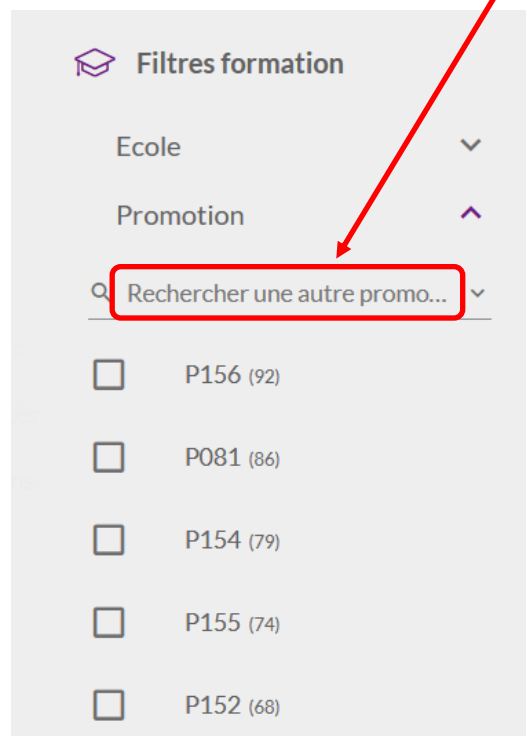 Filtres formation
Ecole
Promotion
Rechercher une autre promo...
P156 (92)
P081 (86)
P154 (79)
P155 (74)
P152 (68)